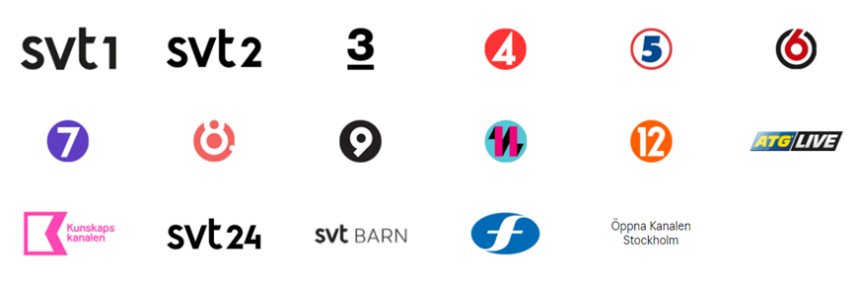 svt1 svt2 3 4 5 6
7 8. 9 11 12 ATG LIVE
Kunskaps
kanalen
svt24 svt BARN f
Öppna Kanalen
Stockholm